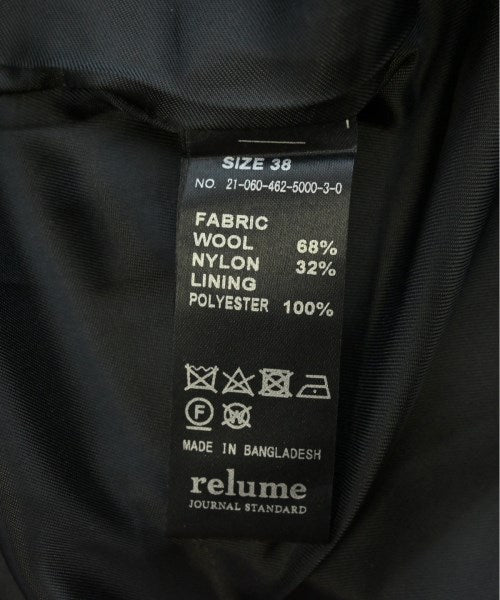 SIZE 38
NO. 21-060-462-5000-3-0
FABRIC
WOOL 68%
NYLON 32%
LINING
POLYESTER 100%
F W
MADE IN BANGLADESH
relume
JOURNAL STANDARD